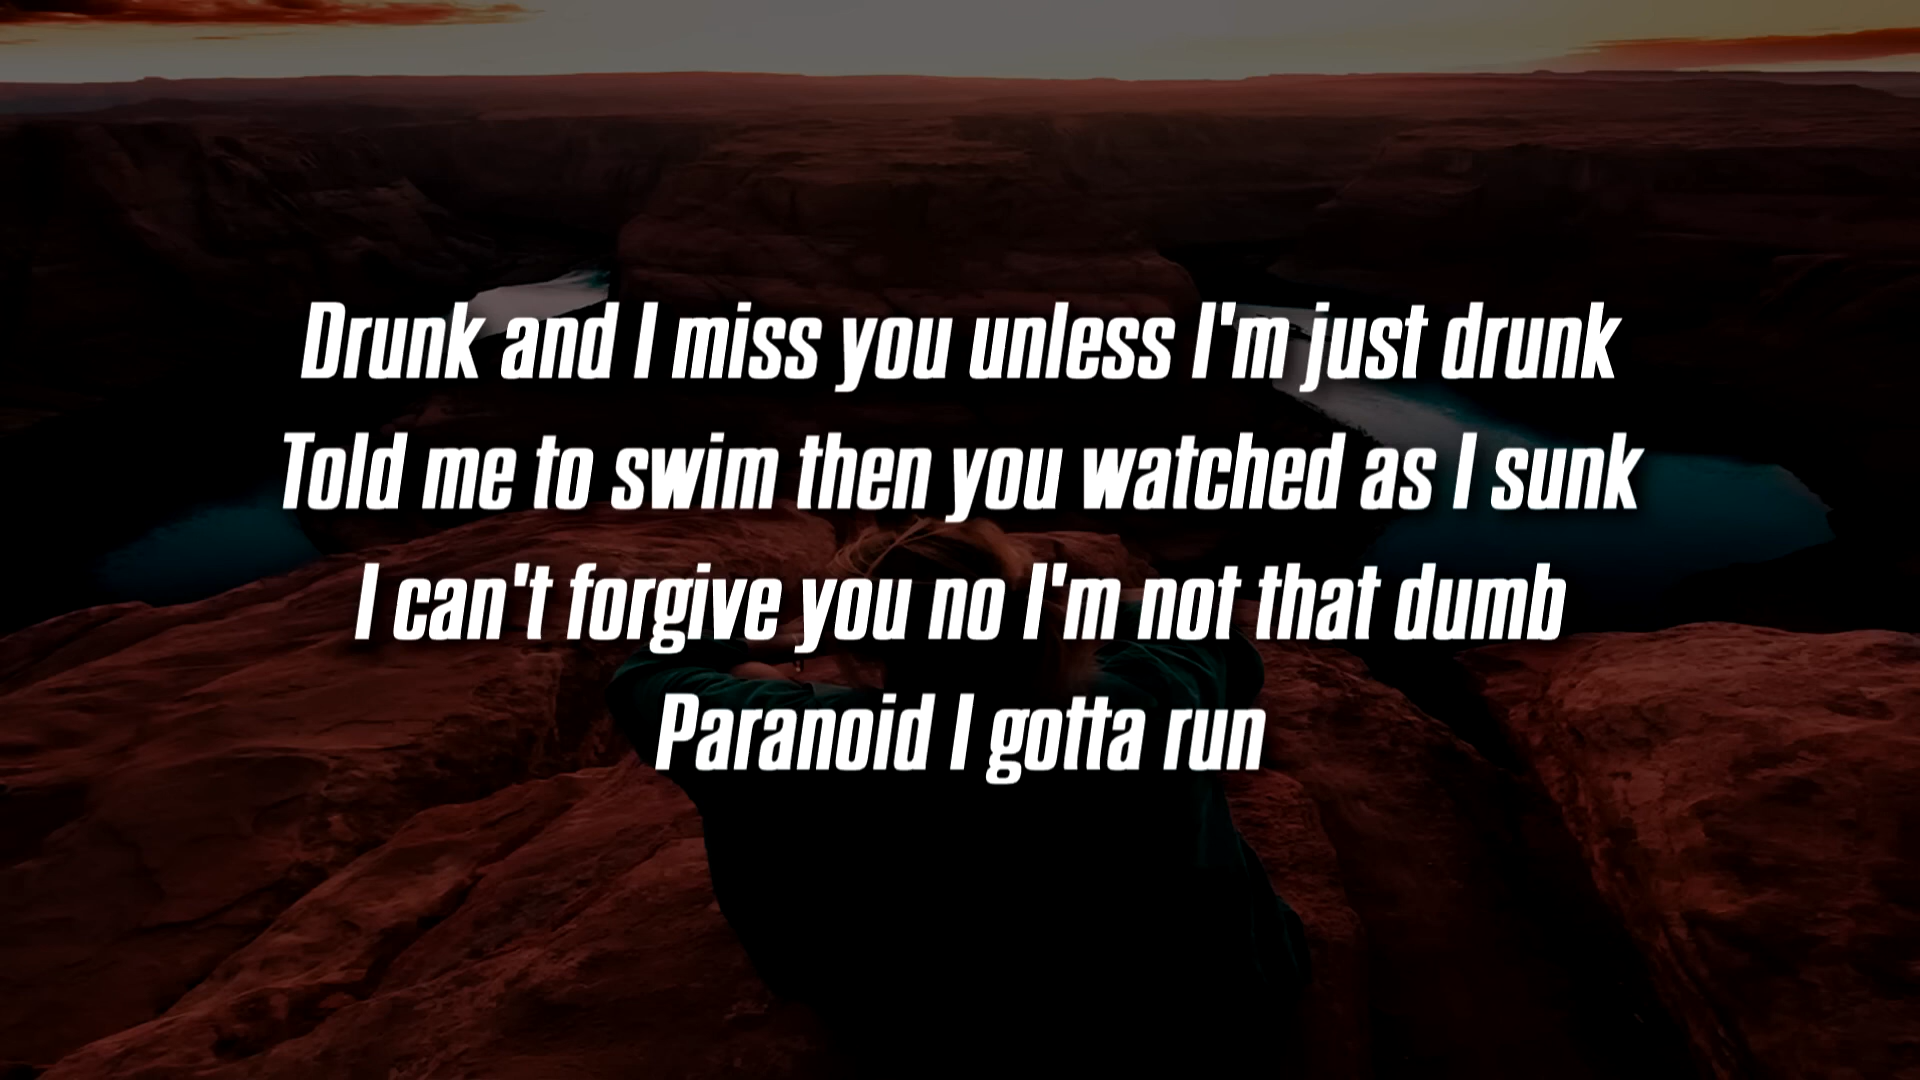 Drunk and I miss you unless I'm just drunk
Told me to swim then you watched as I sunk
I can't forgive you no I'm not that dumb
Paranoid I gotta run